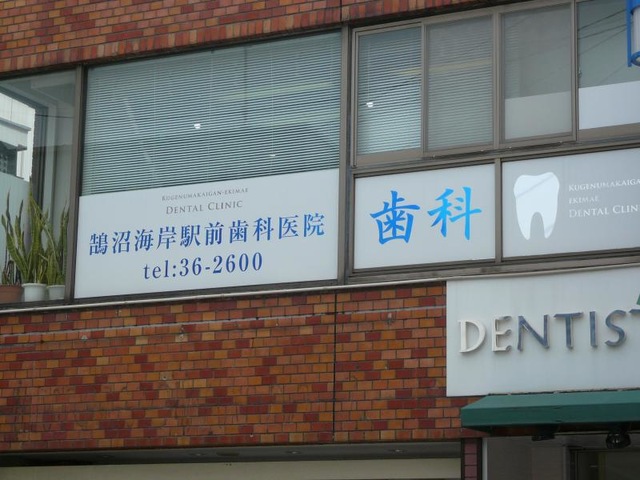 KUGENUMAKAIGAN-EKIMAE
DENTAL CLINIC
鵠沼海岸駅前歯科医院
tel:36-2600
歯科
KUGENUMAKAIGAN
EKIMAE
DENTAL CLINIC
DENTIST